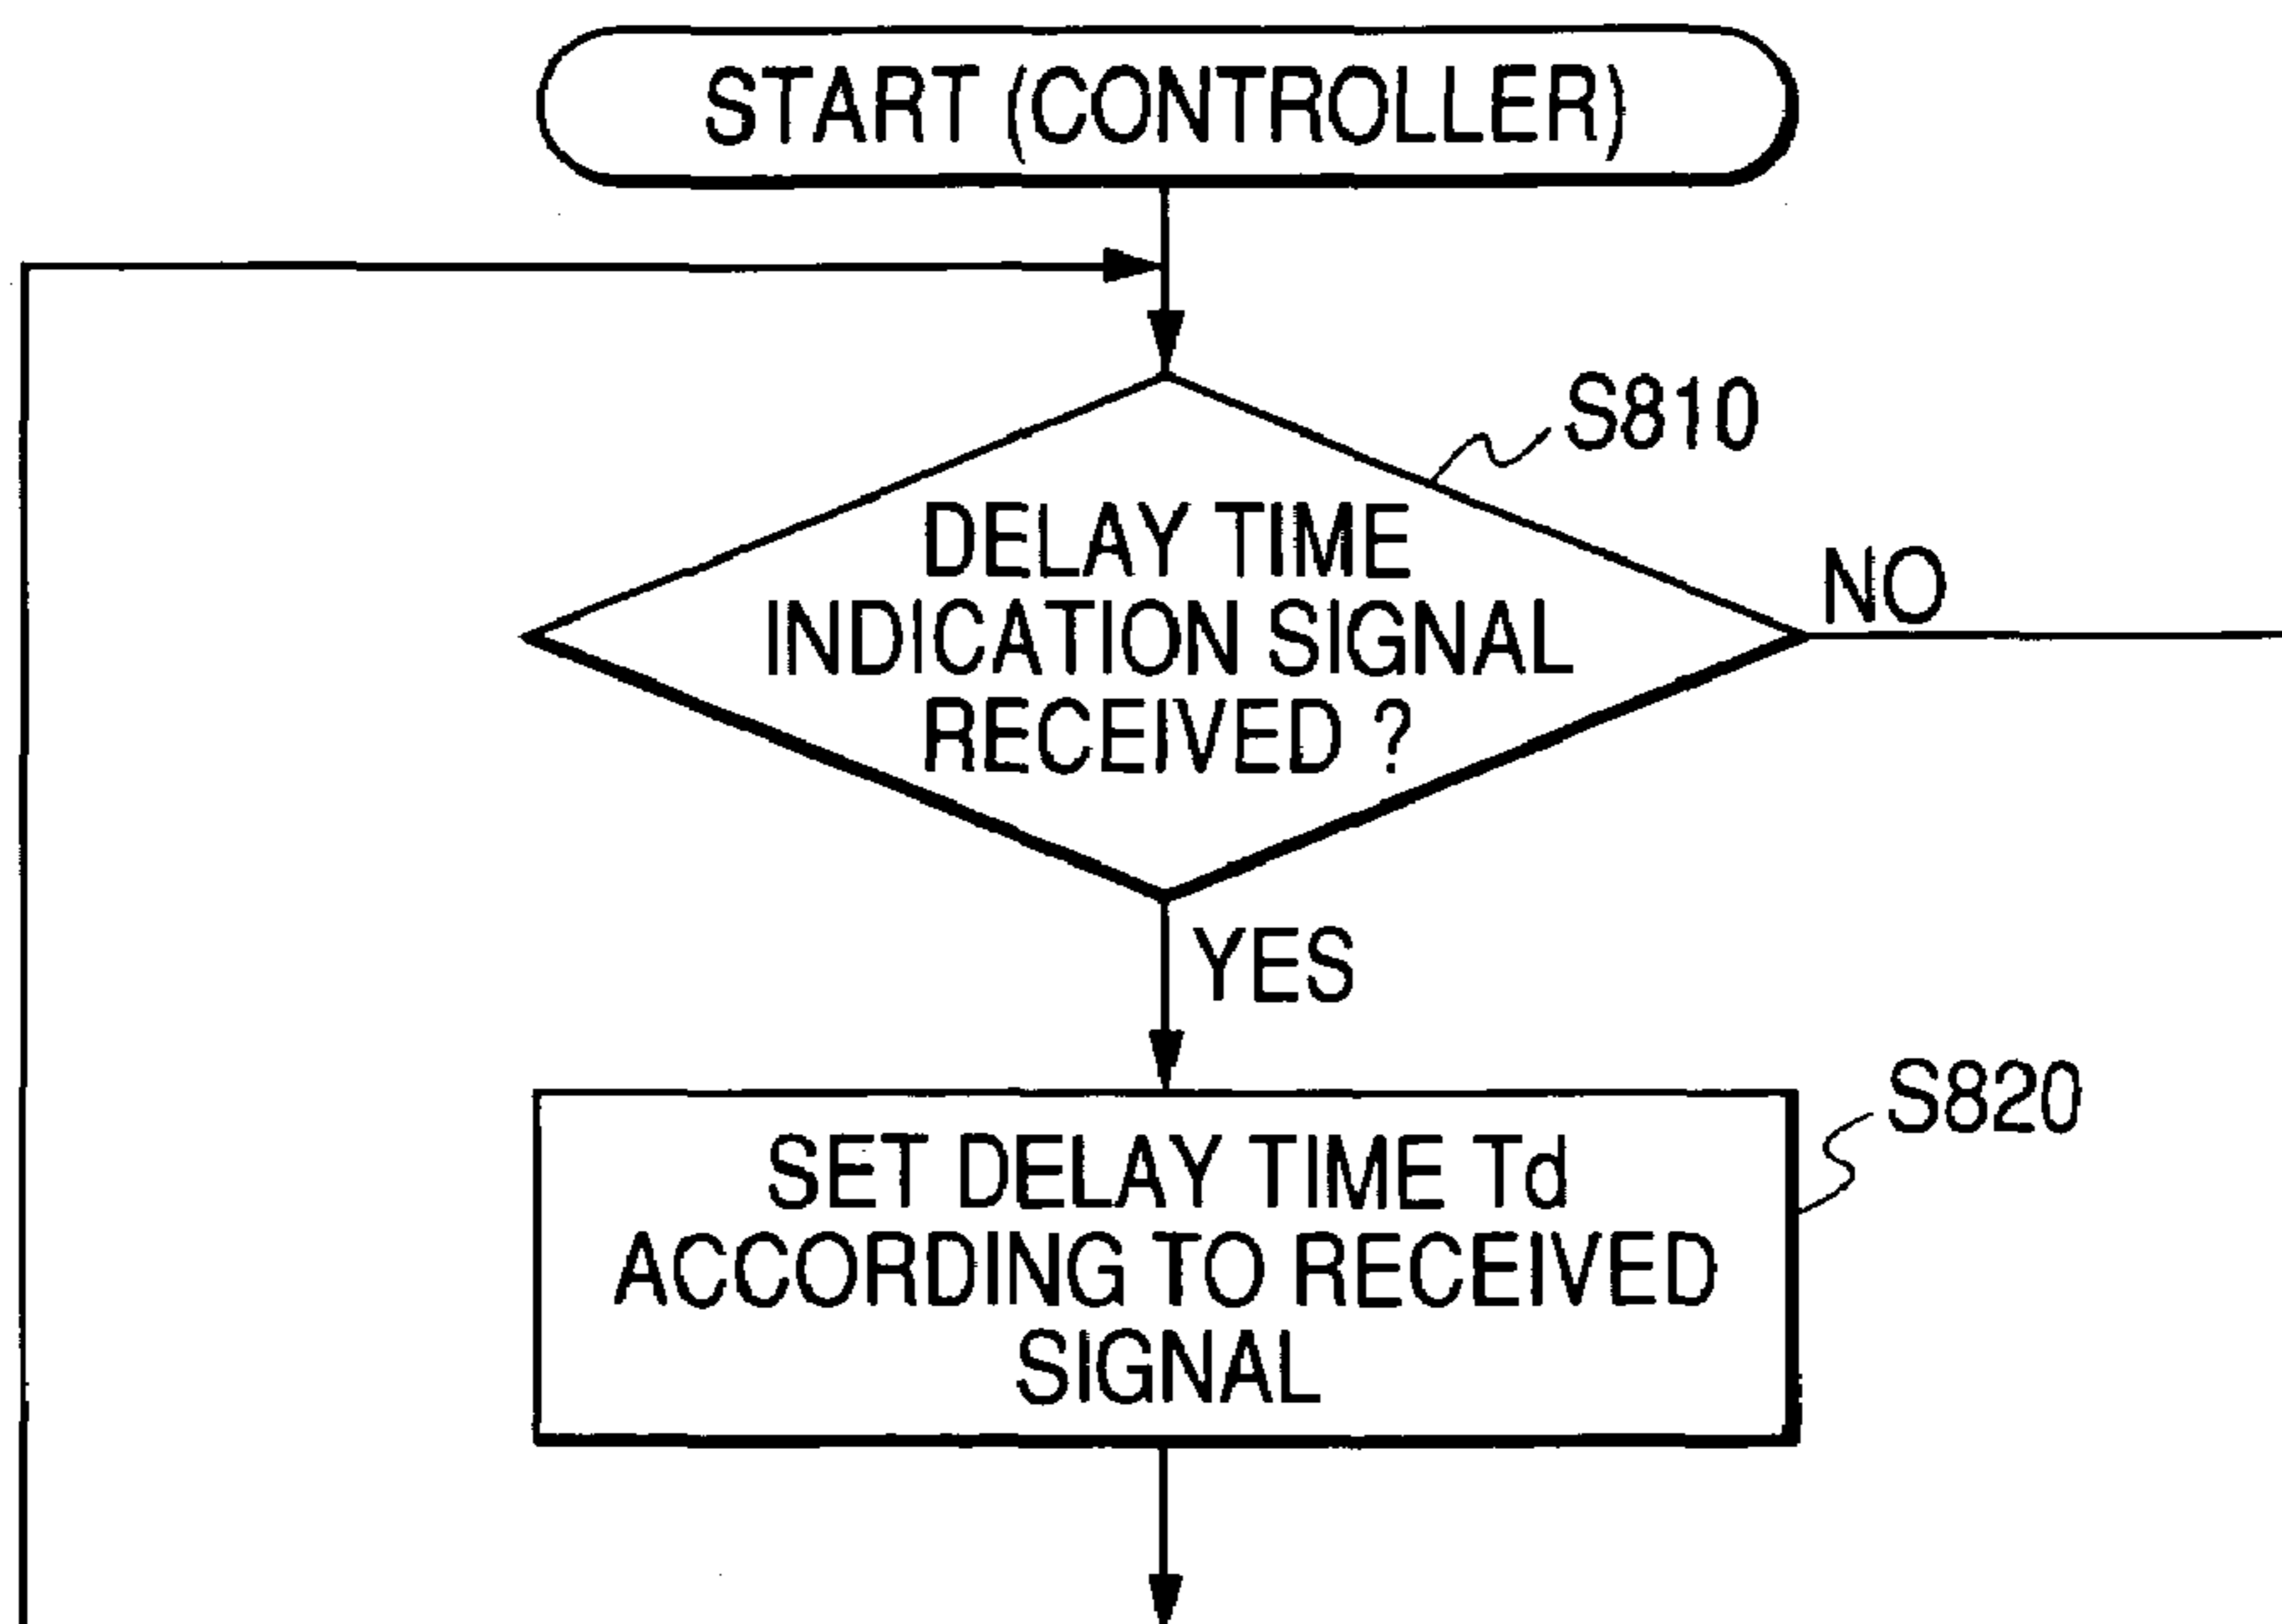 START (CONTROLLER)
S810
DELAY TIME
INDICATION SIGNAL
RECEIVED ?
NO
YES
S820
SET DELAY TIME Td
ACCORDING TO RECEIVED
SIGNAL